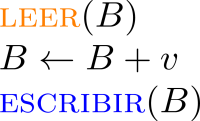 LEER(B)
B ← B + v
ESCRIBIR(B)